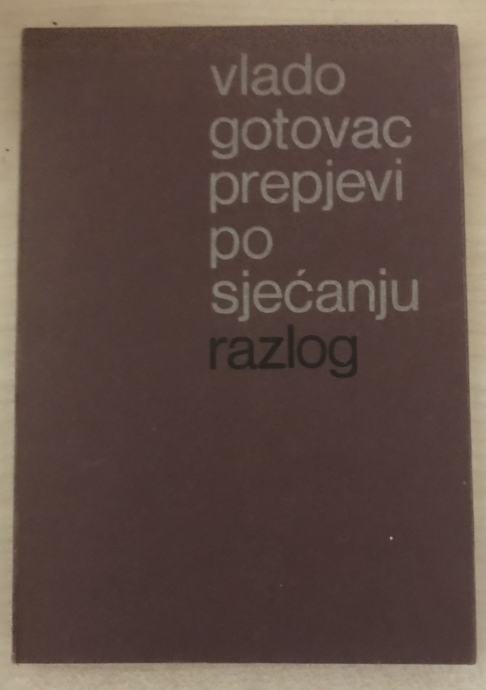 vlado
gotovac
prepjevi
po
sjećanju
razlog